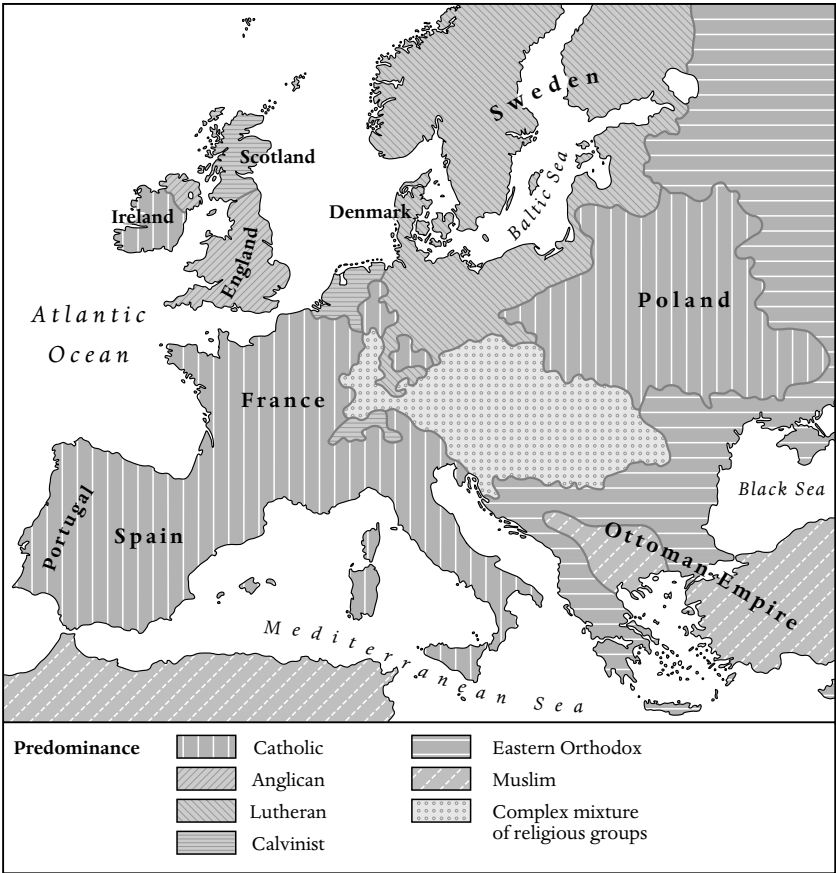 Sweden
Scotland
Ireland
Denmark
Baltic Sea
England
Poland
Atlantic
Ocean
France
Black Sea
Portugal
Spain
Ottoman Empire
Mediterranean Sea
Predominance
Catholic
Anglican
Lutheran
Calvinist
Eastern Orthodox
Muslim
Complex mixture
of religious groups